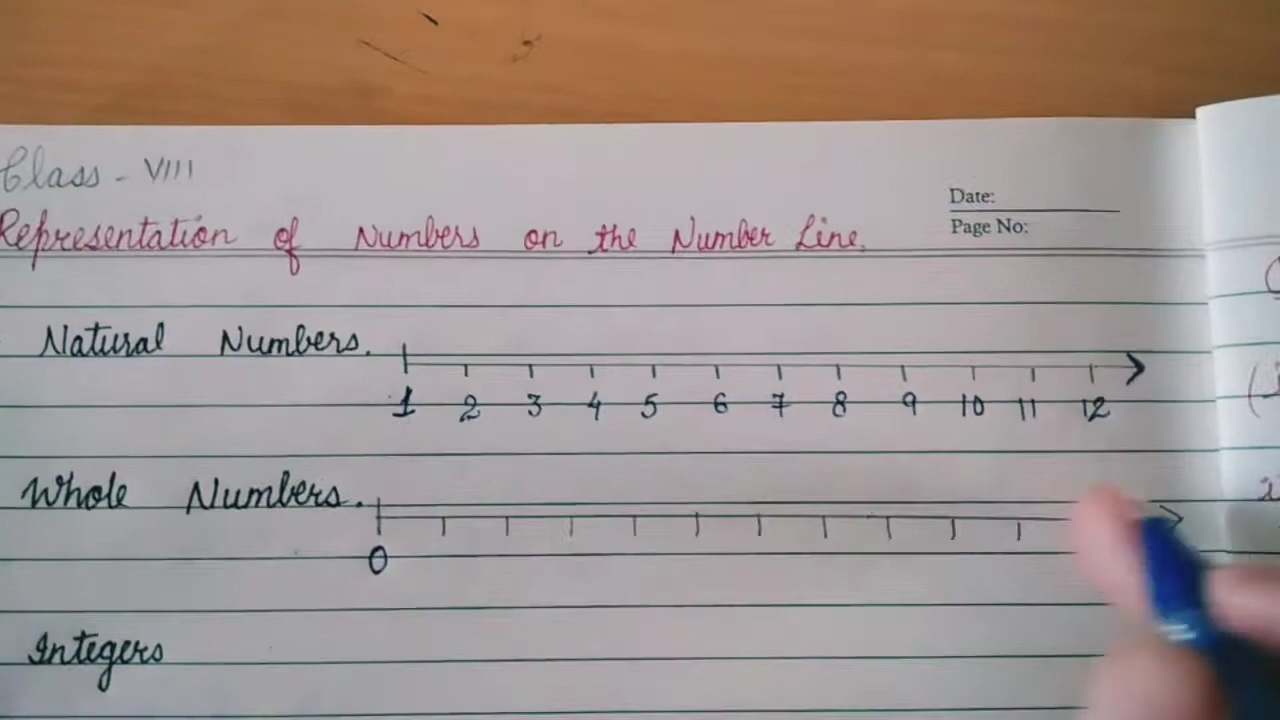 Class - VIII
Date:
Page No:
Representation of Numbers on the Number Line.
Natural Numbers.
1 2 3 4 5 6 7 8 9 10 11 12
Whole Numbers.
0
Integers